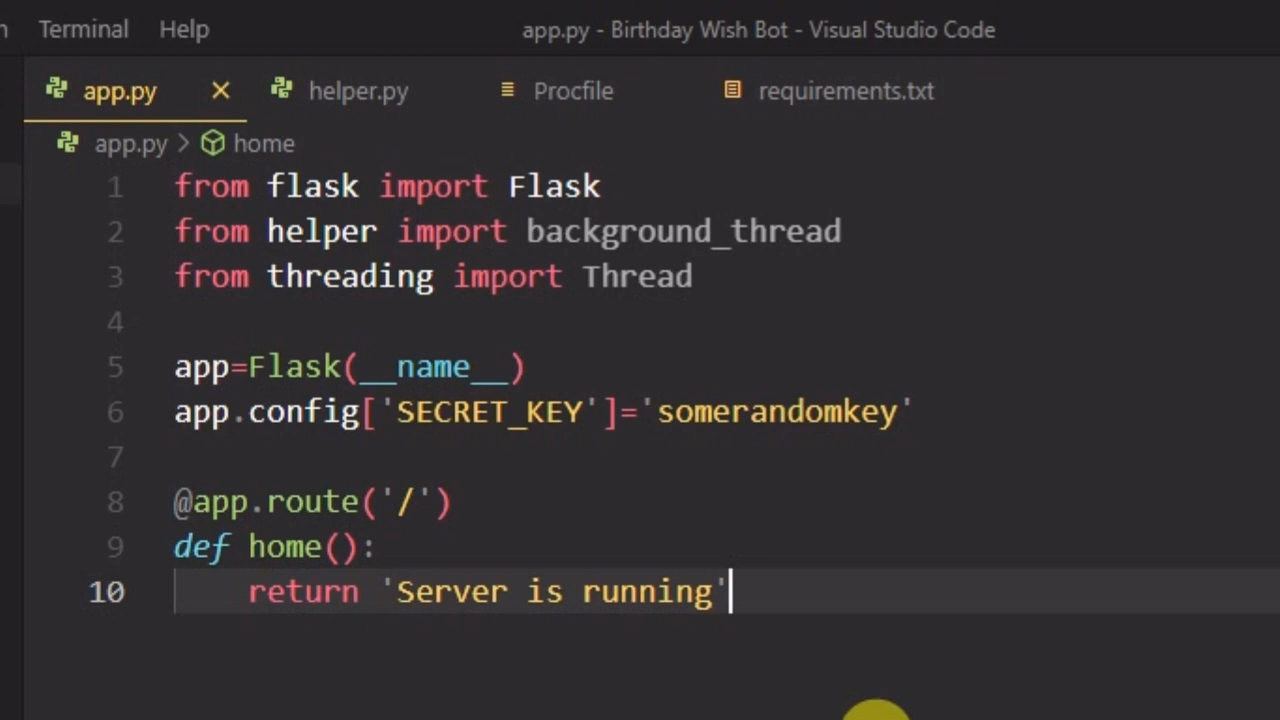 Terminal Help app.py - Birthday Wish Bot - Visual Studio Code
app.py helper.py Procfile requirements.txt
app.py > home
1 from flask import Flask
2 from helper import background_thread
3 from threading import Thread
4
5 app=Flask(__name__)
6 app.config['SECRET_KEY']='somerandomkey'
7
8 @app.route('/')
9 def home():
10     return 'Server is running'